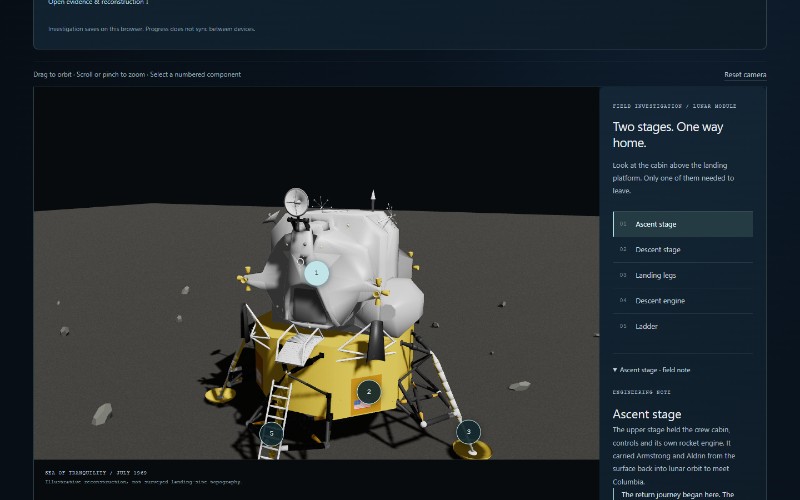 Open evidence & reconstruction ↓
Investigation saves on this browser. Progress does not sync between devices.
Drag to orbit · Scroll or pinch to zoom · Select a numbered component
Reset camera
FIELD INVESTIGATION / LUNAR MODULE
Two stages. One way
home.
Look at the cabin above the landing
platform. Only one of them needed to
leave.
01 Ascent stage
02 Descent stage
03 Landing legs
04 Descent engine
05 Ladder
▼ Ascent stage · field note
ENGINEERING NOTE
Ascent stage
The upper stage held the crew cabin,
controls and its own rocket engine. It
carried Armstrong and Aldrin from the
surface back into lunar orbit to meet
Columbia.
The return journey began here. The
1
2
5
3
SEA OF TRANQUILITY / JULY 1969
Illustrative reconstruction, not surveyed landing-site topography.